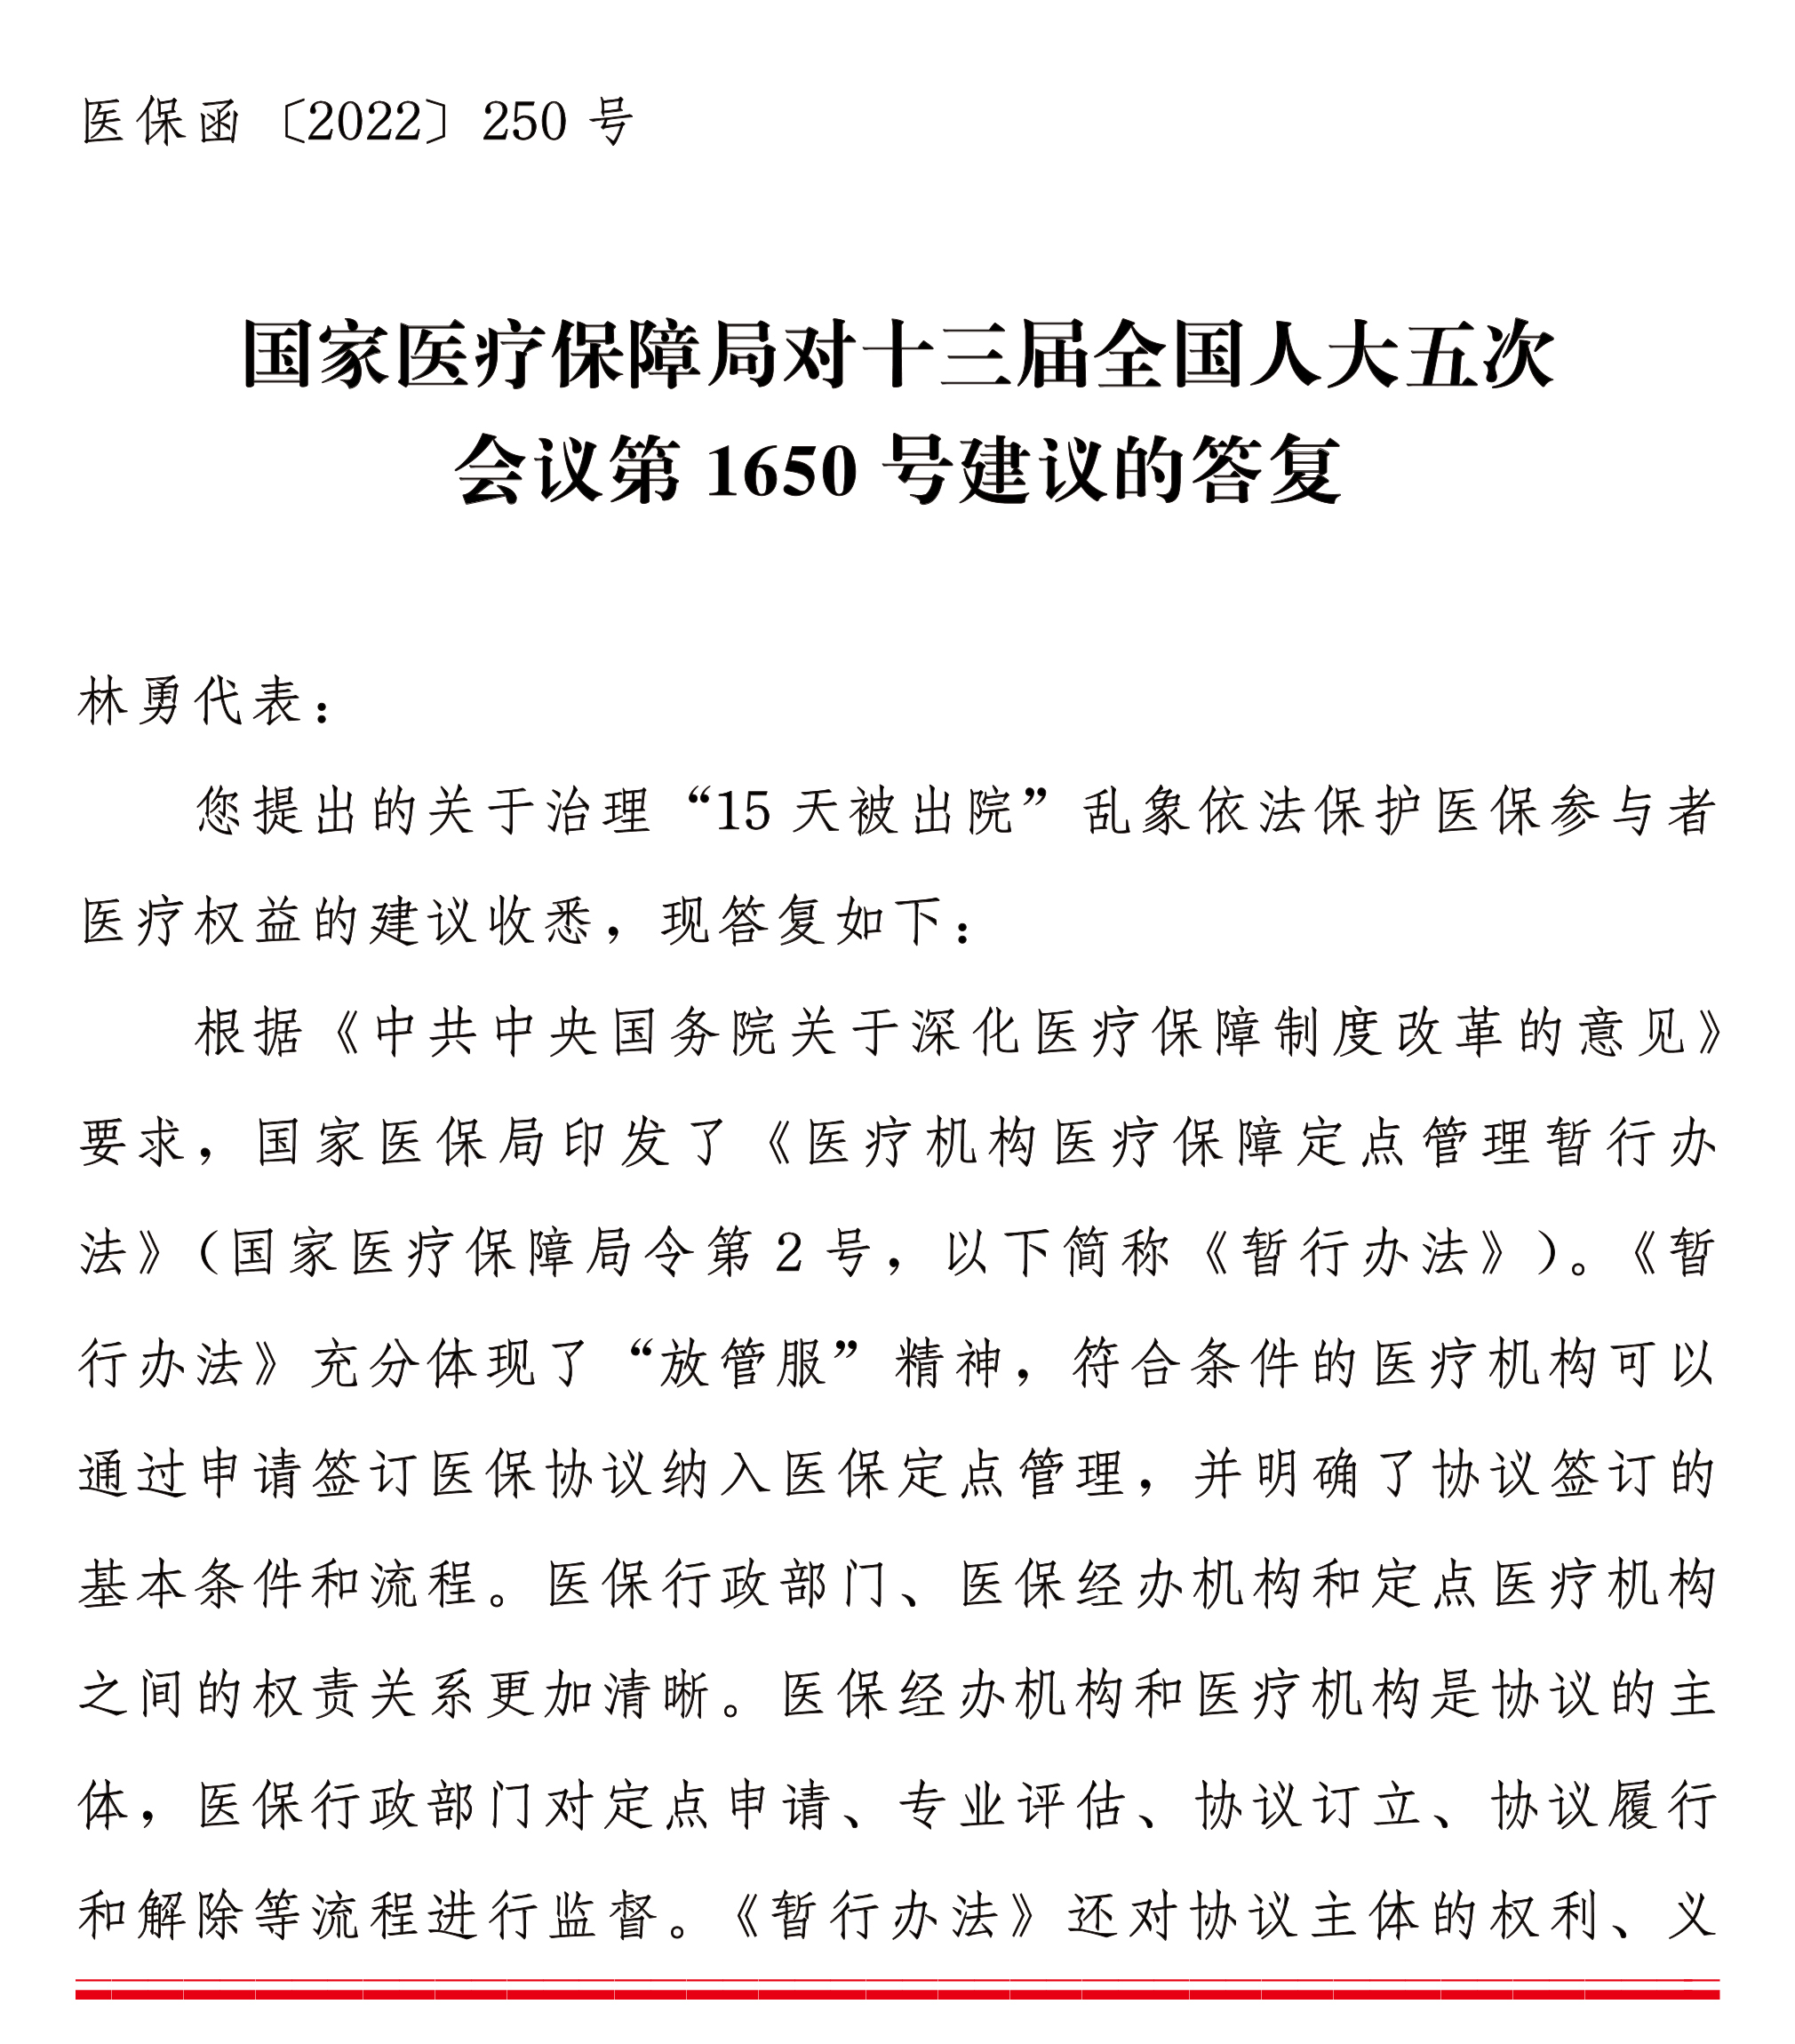 医保函〔2022〕250 号
国家医疗保障局对十三届全国人大五次
会议第 1650 号建议的答复
林勇代表：
您提出的关于治理“15 天被出院”乱象依法保护医保参与者
医疗权益的建议收悉，现答复如下：
根据《中共中央国务院关于深化医疗保障制度改革的意见》
要求，国家医保局印发了《医疗机构医疗保障定点管理暂行办
法》（国家医疗保障局令第 2 号，以下简称《暂行办法》）。《暂
行办法》充分体现了“放管服”精神，符合条件的医疗机构可以
通过申请签订医保协议纳入医保定点管理，并明确了协议签订的
基本条件和流程。医保行政部门、医保经办机构和定点医疗机构
之间的权责关系更加清晰。医保经办机构和医疗机构是协议的主
体，医保行政部门对定点申请、专业评估、协议订立、协议履行
和解除等流程进行监督。《暂行办法》还对协议主体的权利、义